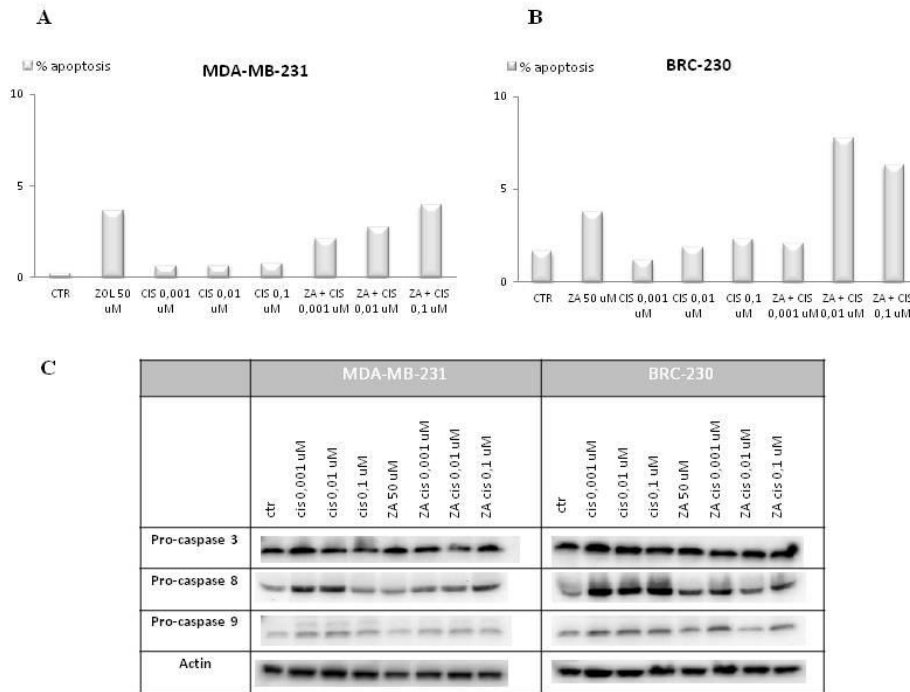 A
% apoptosis
MDA-MB-231
10
5
0
CTR
ZOL 50 uM
CIS 0,001 uM
CIS 0,01 uM
CIS 0,1 uM
ZA + CIS 0,001 uM
ZA + CIS 0,01 uM
ZA + CIS 0,1 uM
B
% apoptosis
BRC-230
10
5
0
CTR
ZA 50 uM
CIS 0,001 uM
CIS 0,01 uM
CIS 0,1 uM
ZA + CIS 0,001 uM
ZA + CIS 0,01 uM
ZA + CIS 0,1 uM
C
MDA-MB-231
BRC-230
ctr
cis 0,001 uM
cis 0,01 uM
cis 0,1 uM
ZA 50 uM
ZA cis 0,001 uM
ZA cis 0,01 uM
ZA cis 0,1 uM
ctr
cis 0,001 uM
cis 0,01 uM
cis 0,1 uM
ZA 50 uM
ZA cis 0,001 uM
ZA cis 0,01 uM
ZA cis 0,1 uM
Pro-caspase 3
Pro-caspase 8
Pro-caspase 9
Actin